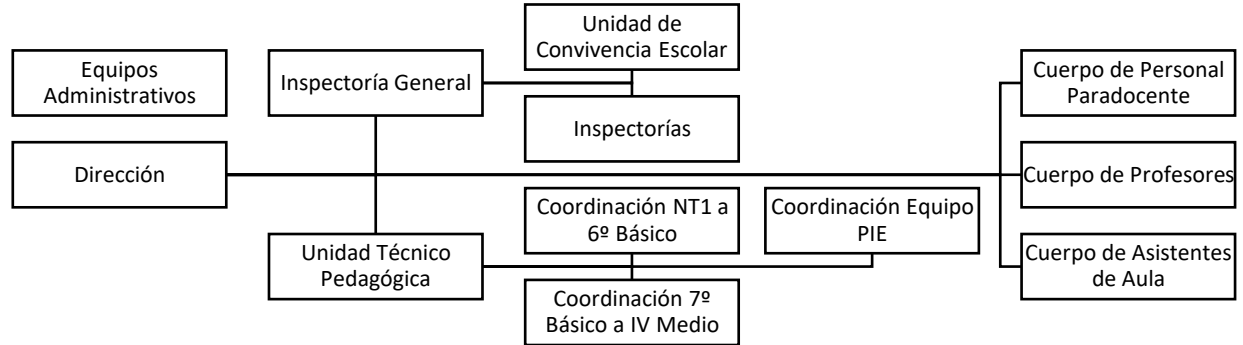 Unidad de
Convivencia Escolar
Equipos
Administrativos
Inspectoría General
Cuerpo de Personal
Paradocente
Inspectorías
Dirección
Cuerpo de Profesores
Coordinación NT1 a
6º Básico
Coordinación Equipo
PIE
Unidad Técnico
Pedagógica
Cuerpo de Asistentes
de Aula
Coordinación 7º
Básico a IV Medio